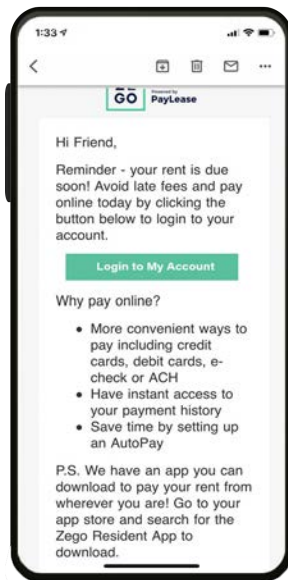 1:33
ZE
GO
Powered by
PayLease
Hi Friend,
Reminder - your rent is due
soon! Avoid late fees and pay
online today by clicking the
button below to login to your
account.
Login to My Account
Why pay online?
• More convenient ways to
pay including credit
cards, debit cards, e-
check or ACH
• Have instant access to
your payment history
• Save time by setting up
an AutoPay
P.S. We have an app you can
download to pay your rent from
wherever you are! Go to your
app store and search for the
Zego Resident App to
download.